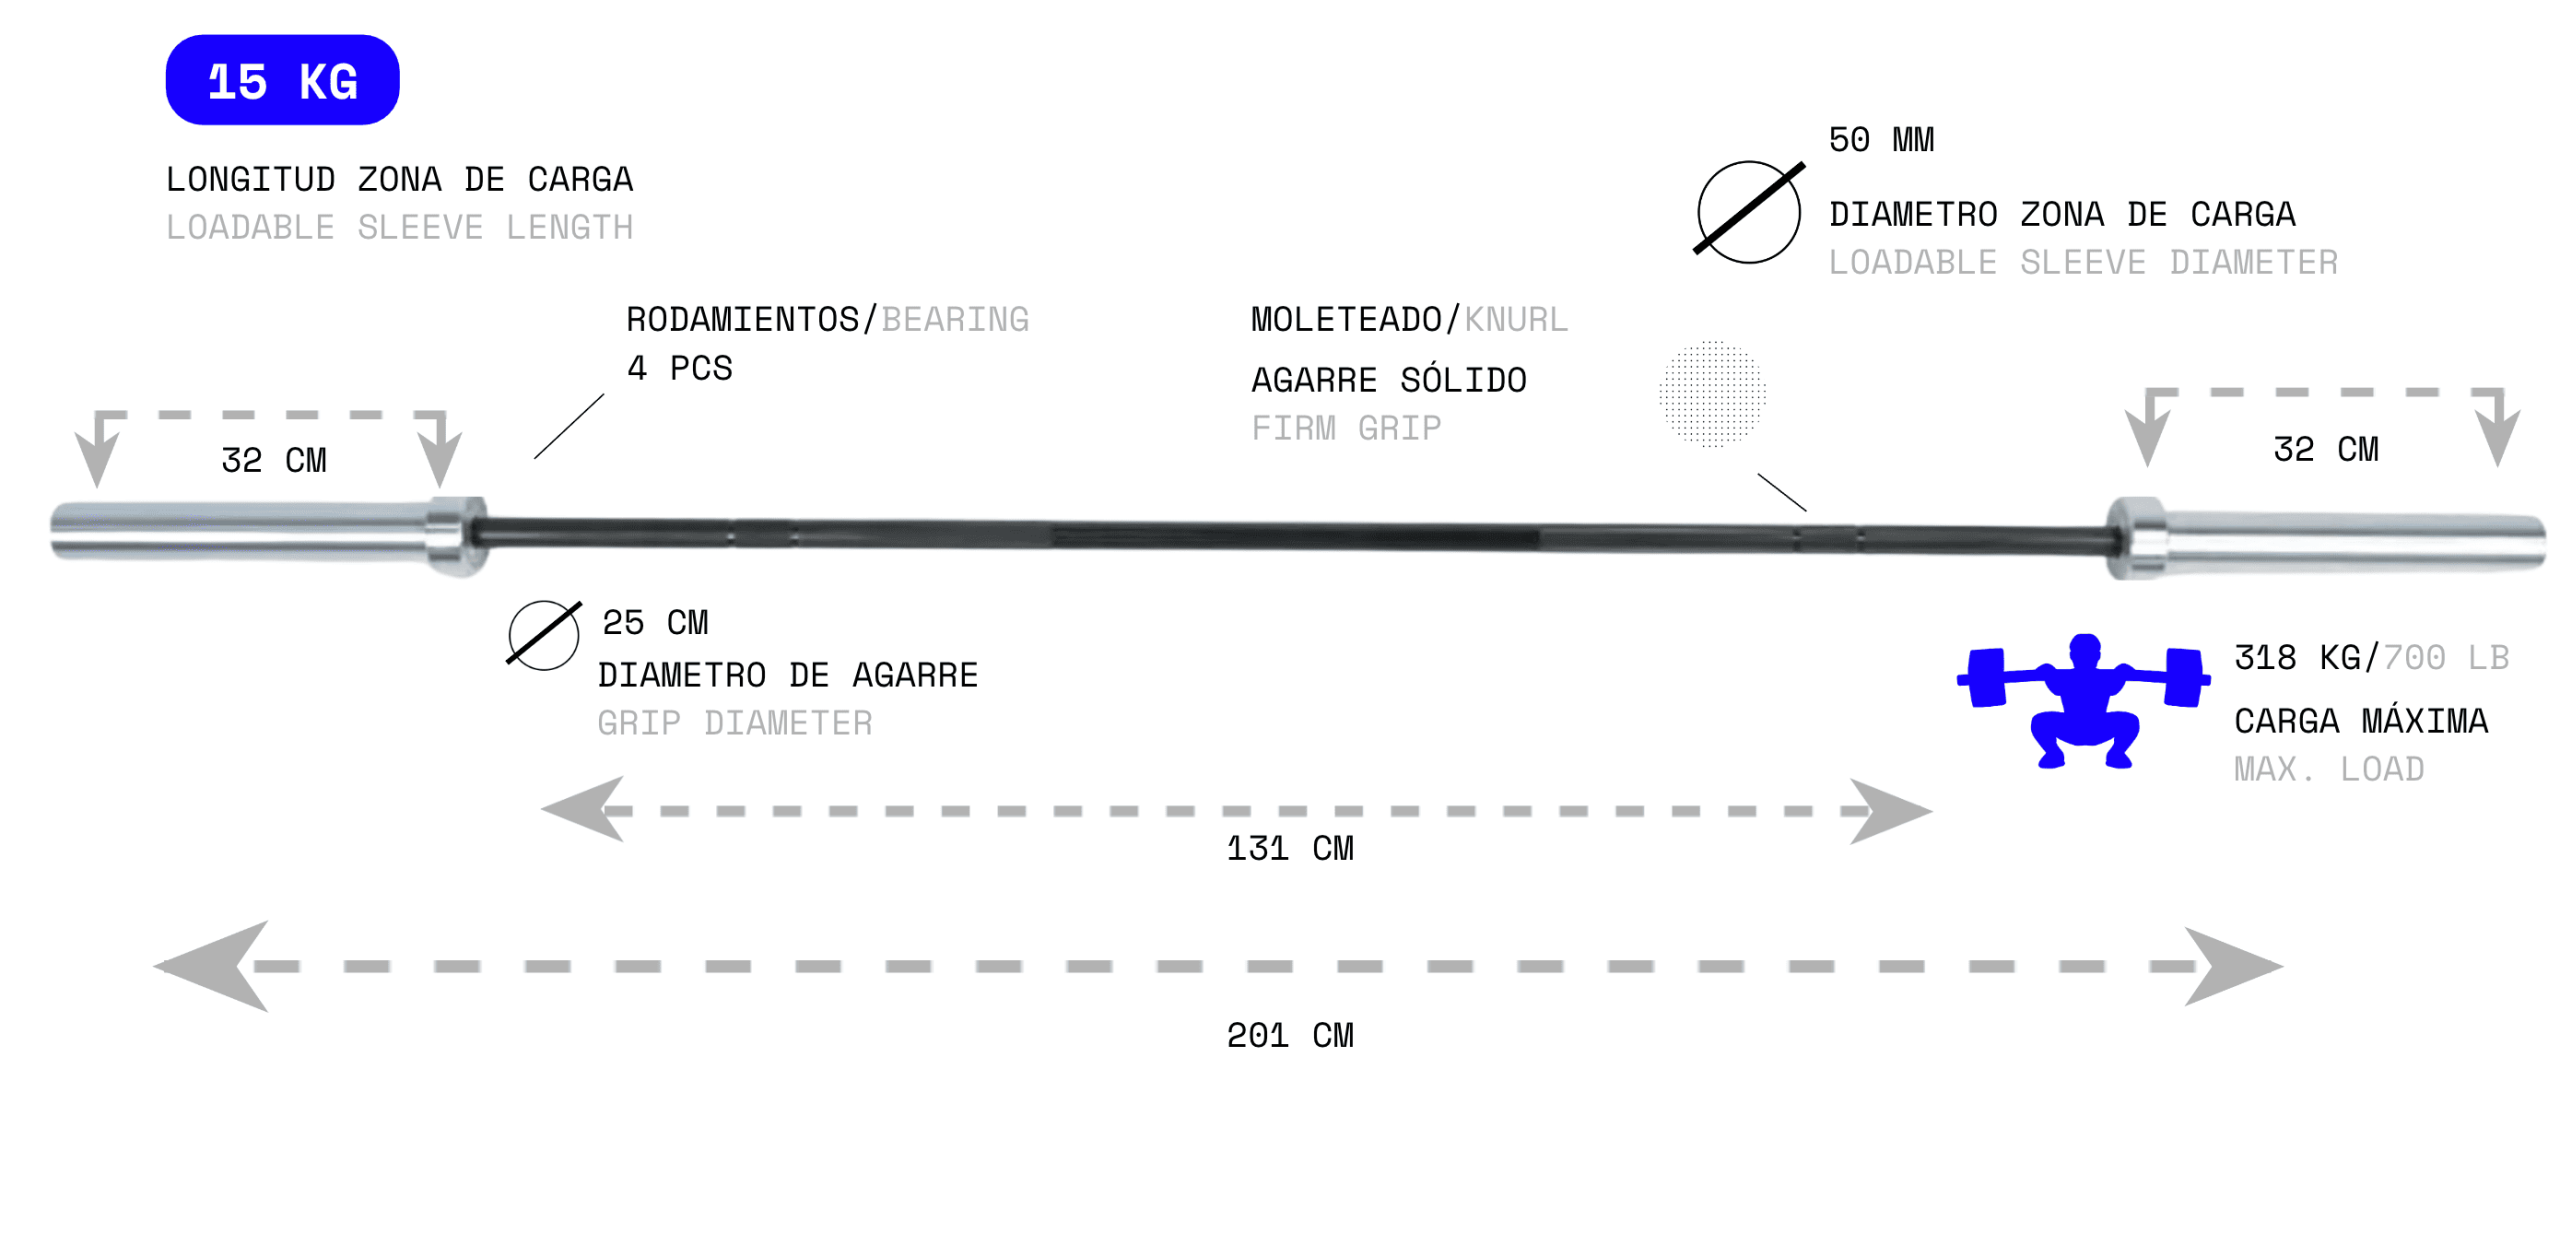 15 KG
LONGITUD ZONA DE CARGA
LOADABLE SLEEVE LENGTH
50 MM
DIAMETRO ZONA DE CARGA
LOADABLE SLEEVE DIAMETER
RODAMIENTOS/BEARING
4 PCS
MOLETEADO/KNURL
AGARRE SÓLIDO
FIRM GRIP
32 CM
32 CM
25 CM
DIAMETRO DE AGARRE
GRIP DIAMETER
318 KG/700 LB
CARGA MÁXIMA
MAX. LOAD
131 CM
201 CM